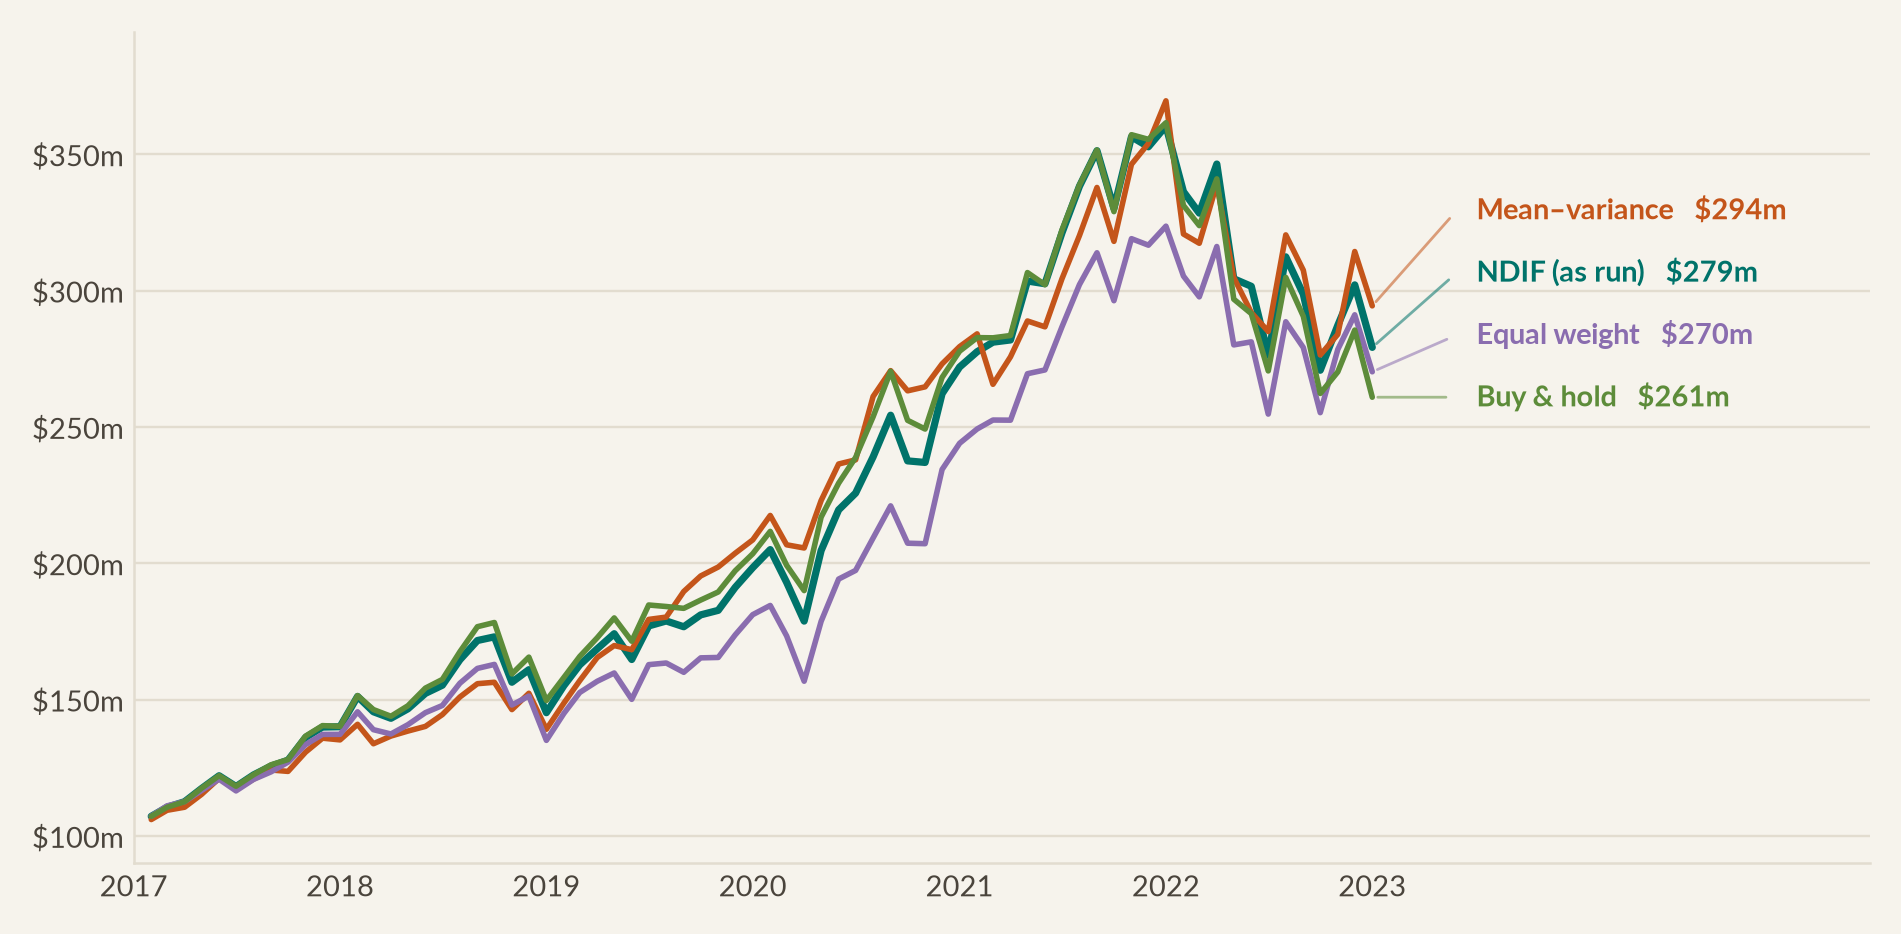 $350m
$300m
$250m
$200m
$150m
$100m
2017 2018 2019 2020 2021 2022 2023
Mean–variance $294m
NDIF (as run) $279m
Equal weight $270m
Buy & hold $261m